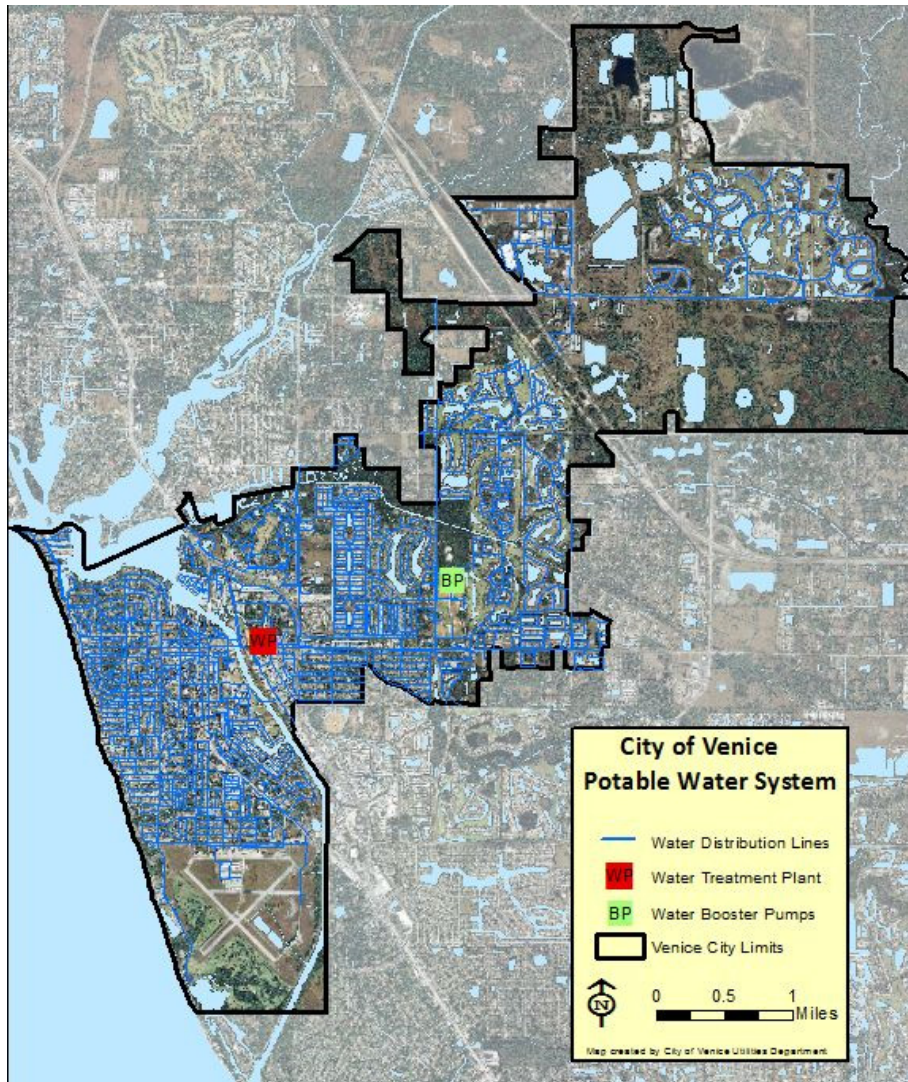 WP
BP
City of Venice
Potable Water System
Water Distribution Lines
WP Water Treatment Plant
BP Water Booster Pumps
Venice City Limits
N
0 0.5 1
Miles
Map created by City of Venice Utilities Department